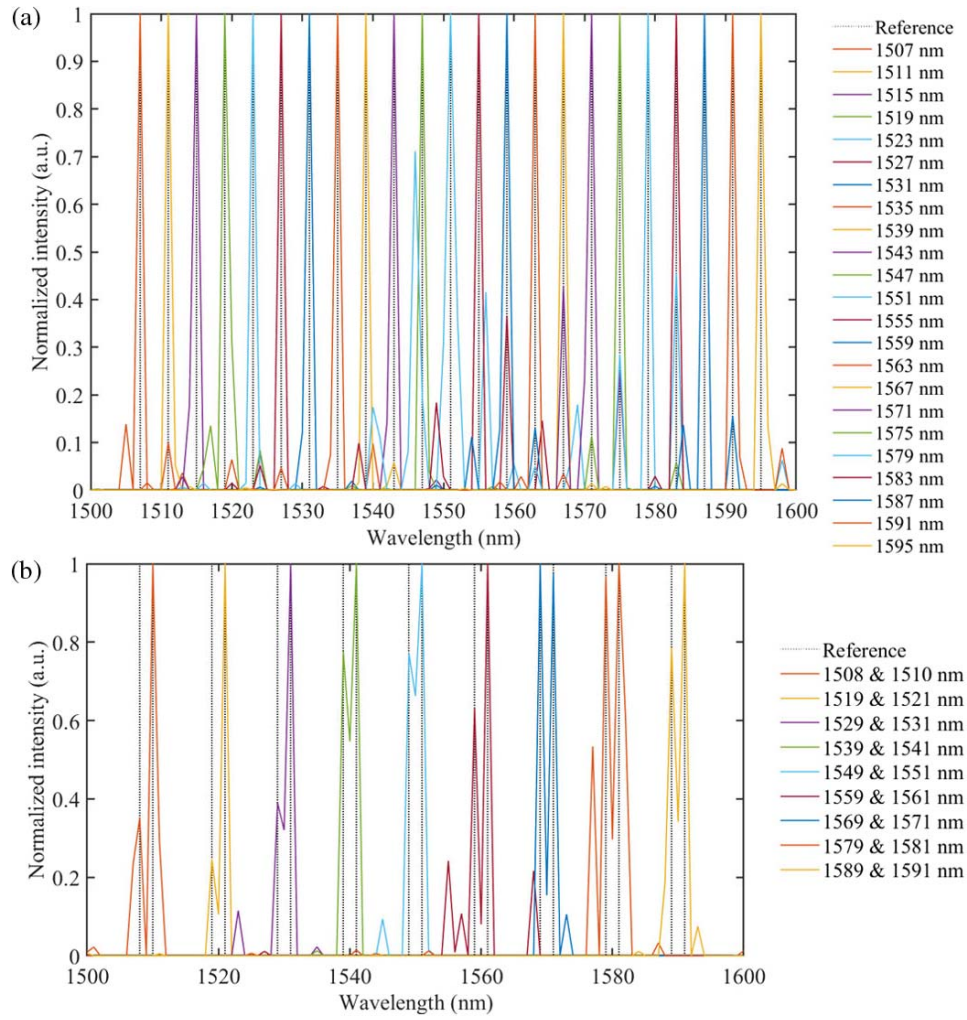 (a)
Normalized intensity (a.u.)
1
0.9
0.8
0.7
0.6
0.5
0.4
0.3
0.2
0.1
0
1500 1510 1520 1530 1540 1550 1560 1570 1580 1590 1600
Wavelength (nm)
Reference
1507 nm
1511 nm
1515 nm
1519 nm
1523 nm
1527 nm
1531 nm
1535 nm
1539 nm
1543 nm
1547 nm
1551 nm
1555 nm
1559 nm
1563 nm
1567 nm
1571 nm
1575 nm
1579 nm
1583 nm
1587 nm
1591 nm
1595 nm
(b)
Normalized intensity (a.u.)
1
0.8
0.6
0.4
0.2
0
1500 1520 1540 1560 1580 1600
Wavelength (nm)
Reference
1508 & 1510 nm
1519 & 1521 nm
1529 & 1531 nm
1539 & 1541 nm
1549 & 1551 nm
1559 & 1561 nm
1569 & 1571 nm
1579 & 1581 nm
1589 & 1591 nm